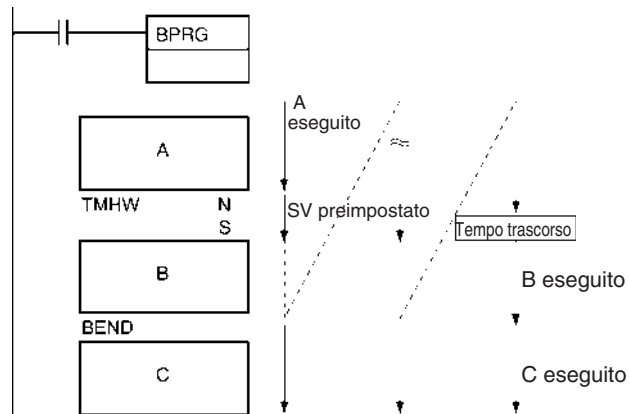 BPRG
A
eseguito
A
TMHW N
S
SV preimpostato
Tempo trascorso
B
B eseguito
BEND
C
C eseguito